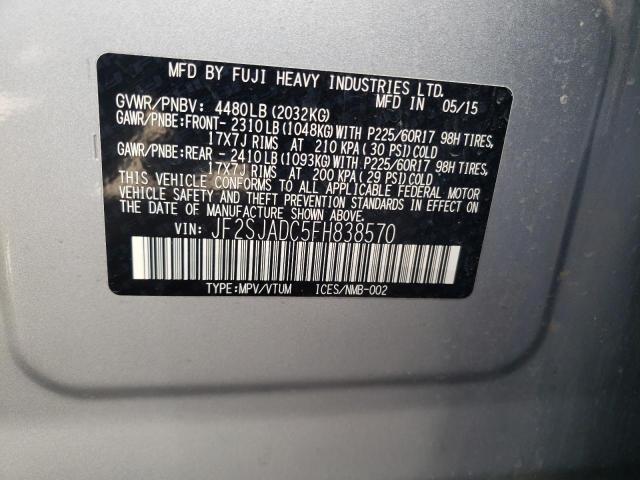 MFD BY FUJI HEAVY INDUSTRIES LTD.
MFD IN 05/15
GVWR/PNBV: 4480LB(2032KG)
GAWR/PNBE:FRONT- 2310LB(1048KG)WITH P225/60R17 98H TIRES,
17X7J RIMS AT 210 KPA(30 PSI)COLD
GAWR/PNBE:REAR - 2410LB(1093KG)WITH P225/60R17 98H TIRES,
17X7J RIMS AT 200 KPA(29 PSI)COLD
THIS VEHICLE CONFORMS TO ALL APPLICABLE FEDERAL MOTOR
VEHICLE SAFETY AND THEFT PREVENTION STANDARDS IN EFFECT ON
THE DATE OF MANUFACTURE SHOWN ABOVE.
VIN: JF2SJADC5FH838570
TYPE:MPV/VTUM ICES/NMB-002